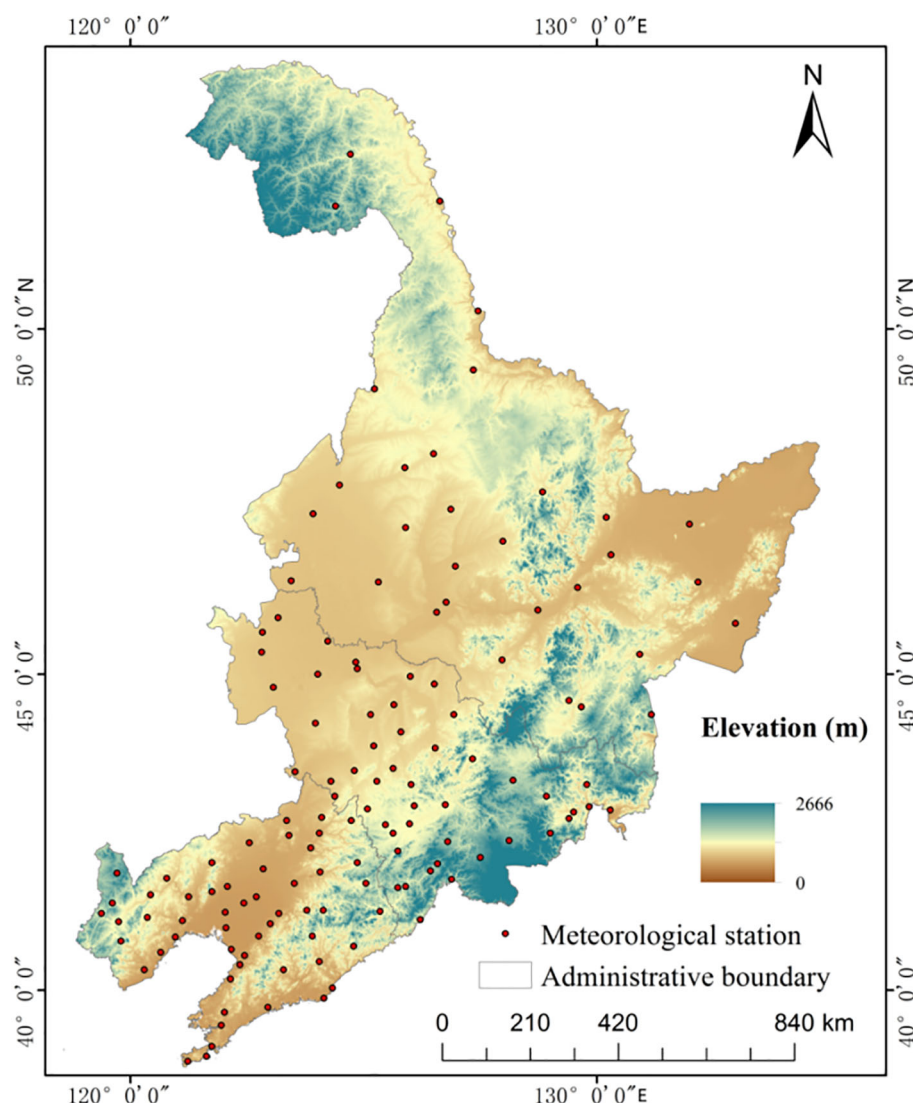 120° 0′0″ 130° 0′0″E
N
50° 0′0″N 50° 0′0″N
45° 0′0″ 45° 0′0″
Elevation (m)
2666
0
Meteorological station
Administrative boundary
40° 0′0″ 40° 0′0″
0 210 420 840 km
120° 0′0″ 130° 0′0″E